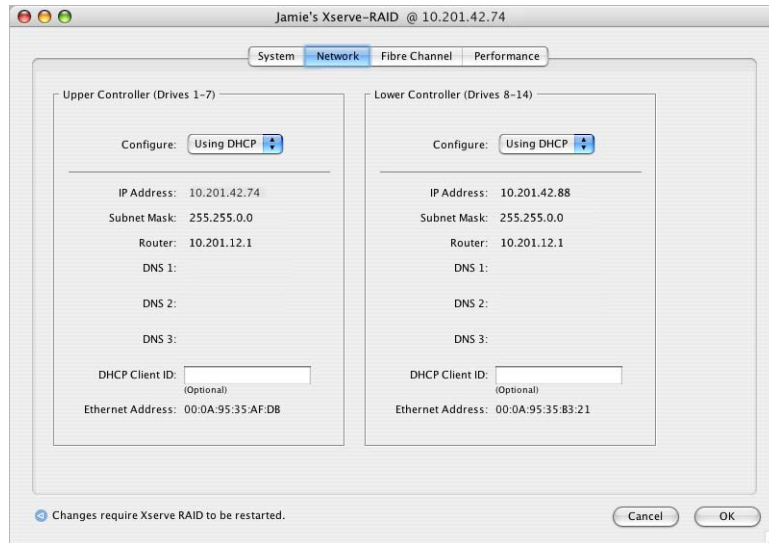 Jamie's Xserve-RAID @ 10.201.42.74
System Network Fibre Channel Performance
Upper Controller (Drives 1-7)
Configure: Using DHCP
IP Address: 10.201.42.74
Subnet Mask: 255.255.0.0
Router: 10.201.12.1
DNS 1:
DNS 2:
DNS 3:
DHCP Client ID:
(Optional)
Ethernet Address: 00:0A:95:35:AF:DB
Lower Controller (Drives 8-14)
Configure: Using DHCP
IP Address: 10.201.42.88
Subnet Mask: 255.255.0.0
Router: 10.201.12.1
DNS 1:
DNS 2:
DNS 3:
DHCP Client ID:
(Optional)
Ethernet Address: 00:0A:95:35:B3:21
Changes require Xserve RAID to be restarted.
Cancel OK